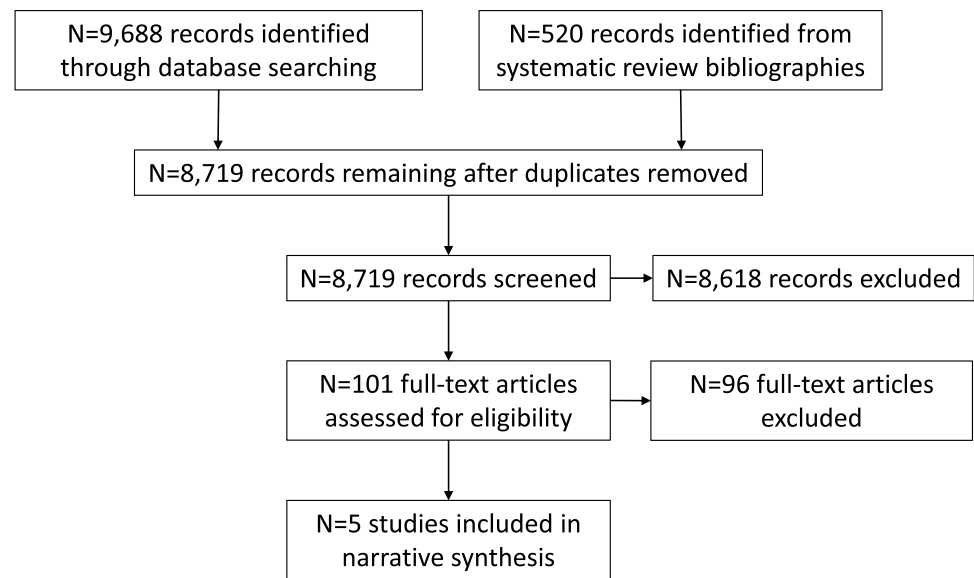 N=9,688 records identified
through database searching
N=520 records identified from
systematic review bibliographies
N=8,719 records remaining after duplicates removed
N=8,719 records screened
N=8,618 records excluded
N=101 full-text articles
assessed for eligibility
N=96 full-text articles
excluded
N=5 studies included in
narrative synthesis